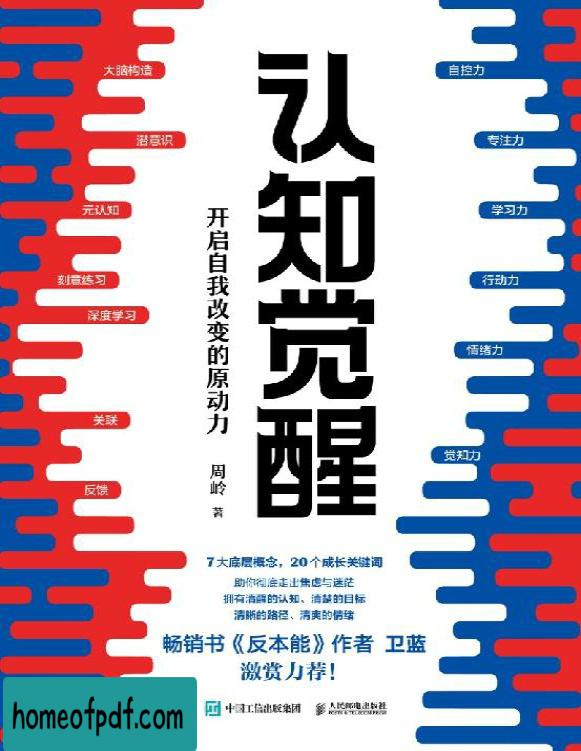 认知觉醒
开启自我改变的原动力
周岭 著
大脑构造
潜意识
元认知
刻意练习
深度学习
关联
反馈
自控力
专注力
学习力
行动力
情绪力
觉知力
7大底层概念，20个成长关键词
助你彻底走出焦虑与迷茫
拥有清醒的认知、清楚的目标
清晰的路径、清爽的情绪
畅销书《反本能》作者 卫蓝
激赏力荐！
中国工信出版集团 人民邮电出版社
homeofpdf.com